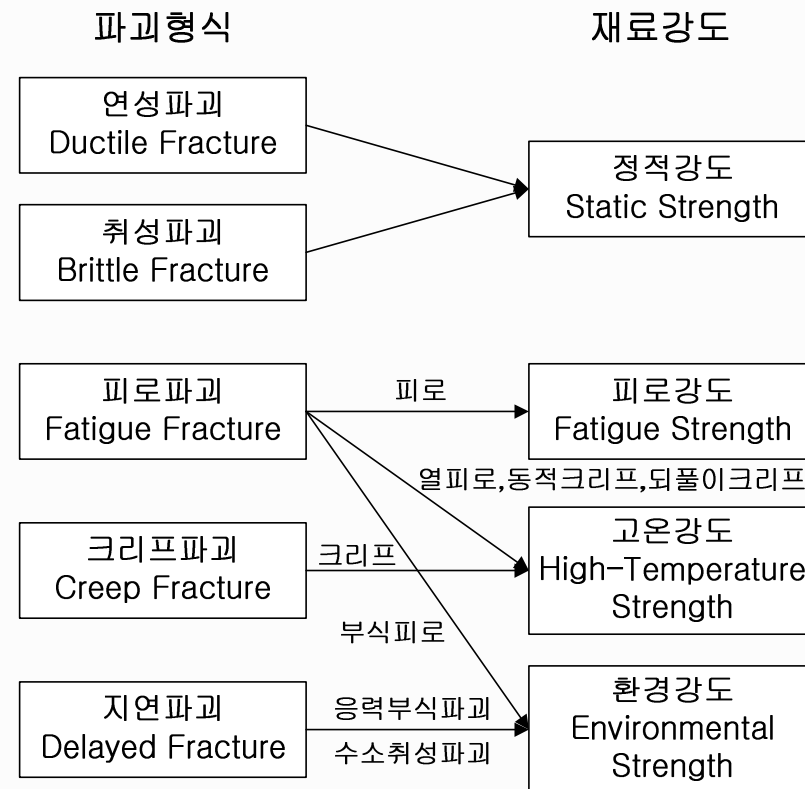 파괴형식
재료강도
연성파괴
Ductile Fracture
정적강도
Static Strength
취성파괴
Brittle Fracture
피로파괴
Fatigue Fracture
피로
피로강도
Fatigue Strength
열피로,동적크리프,되풀이크리프
크리프파괴
Creep Fracture
크리프
고온강도
High-Temperature
Strength
부식피로
지연파괴
Delayed Fracture
응력부식파괴
수소취성파괴
환경강도
Environmental
Strength